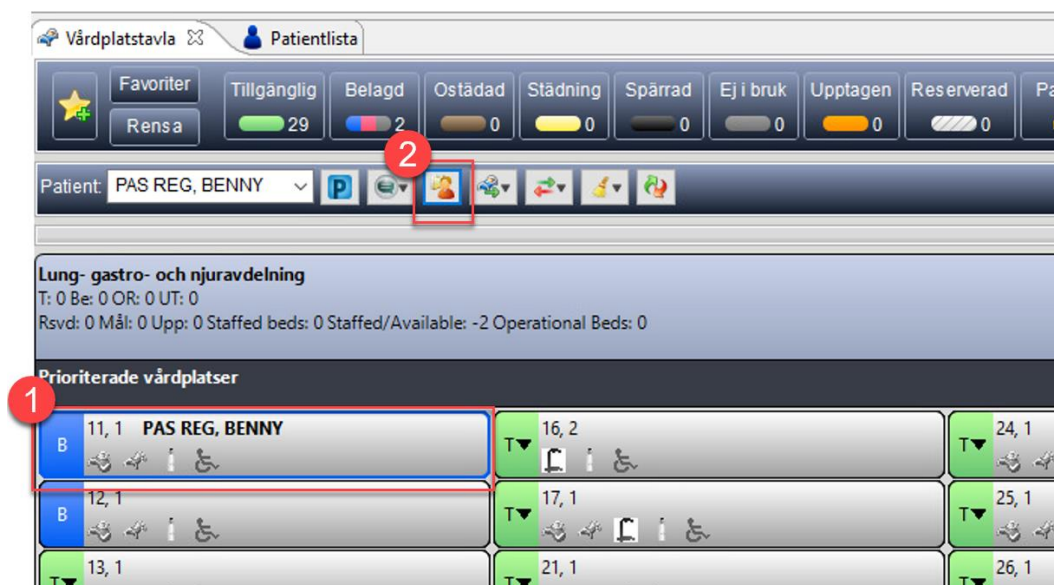 Vårdplatstavla Patientlista
Favoriter
Rensa
Tillgänglig Belagd Ostädad Städning Spärrad Ej i bruk Upptagen Reserverad Pa
29 2 0 0 0 0 0 0
2
Patient: PAS REG, BENNY P
Lung- gastro- och njuravdelning
T: 0 Be: 0 OR: 0 UT: 0
Rsvd: 0 Mål: 0 Upp: 0 Staffed beds: 0 Staffed/Available: -2 Operational Beds: 0
Prioriterade vårdplatser
1
B 11, 1 PAS REG, BENNY
T 16, 2
T 24, 1
B 12, 1
T 17, 1
T 25, 1
T 13, 1
T 21, 1
T 26, 1